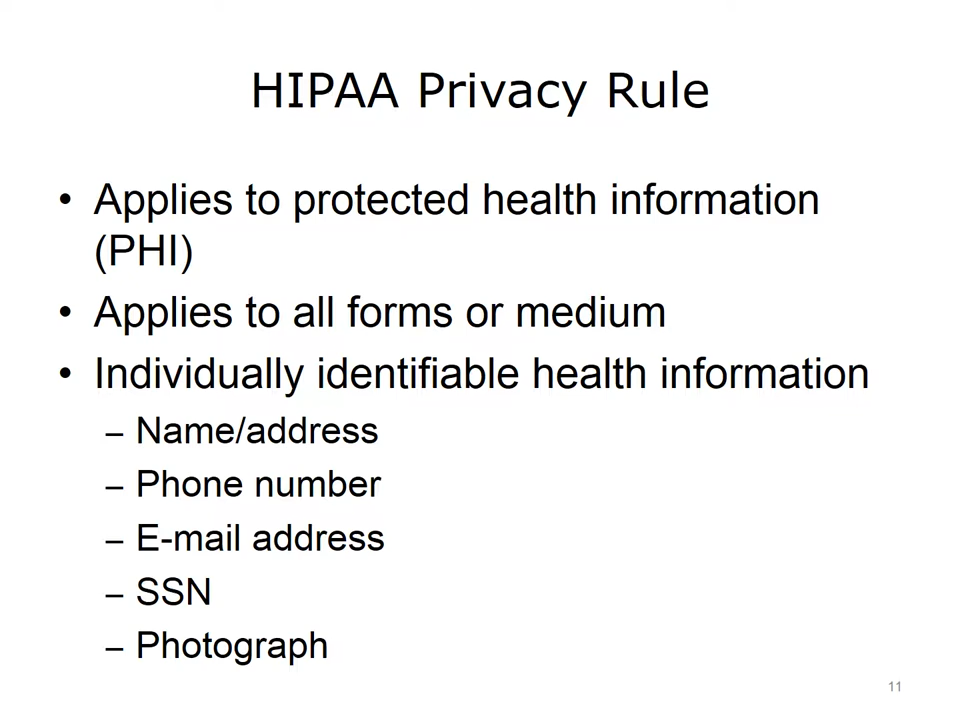 HIPAA Privacy Rule
• Applies to protected health information
(PHI)
• Applies to all forms or medium
• Individually identifiable health information
– Name/address
– Phone number
– E-mail address
– SSN
– Photograph
11